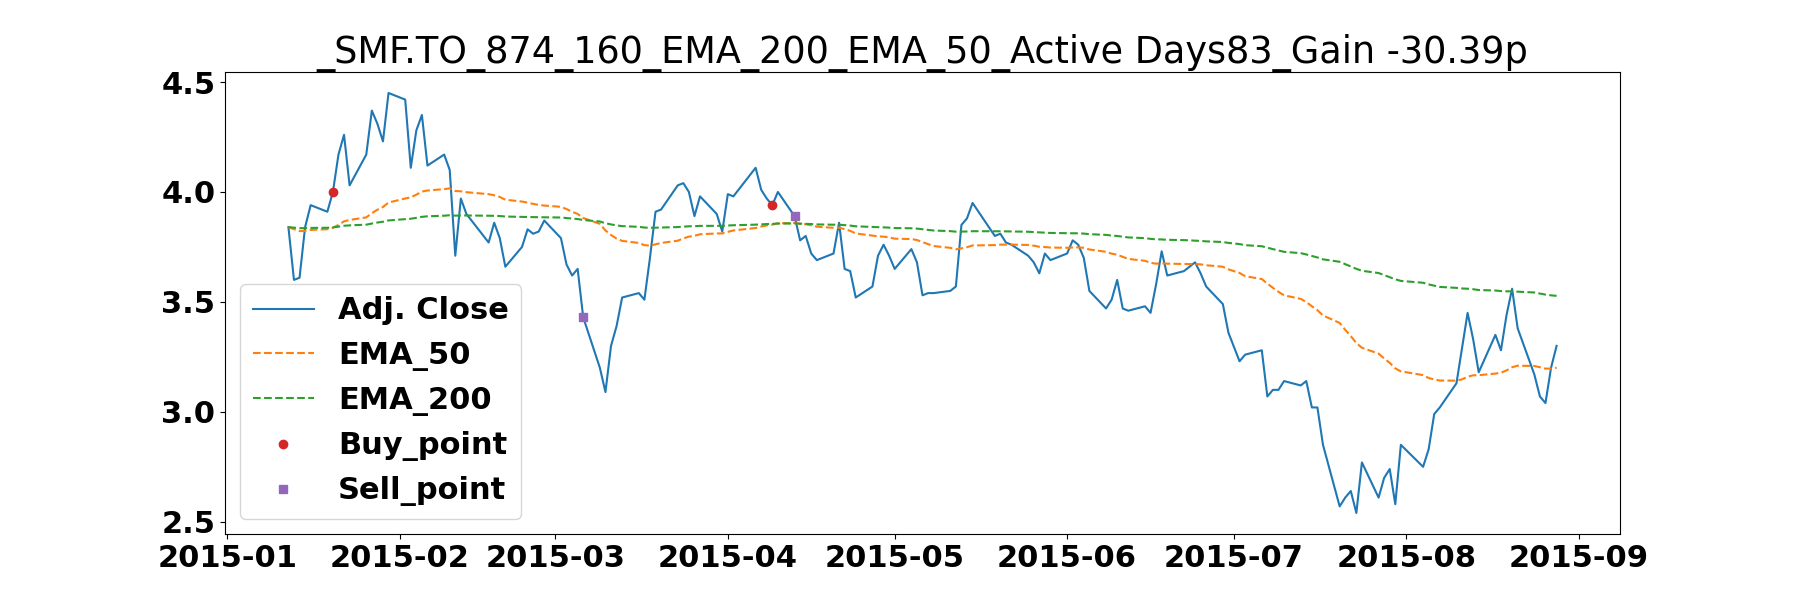 _SMF.TO_874_160_EMA_200_EMA_50_Active Days83_Gain -30.39p
4.5
4.0
3.5
3.0
2.5
Adj. Close
EMA_50
EMA_200
Buy_point
Sell_point
2015-01 2015-02 2015-03 2015-04 2015-05 2015-06 2015-07 2015-08 2015-09